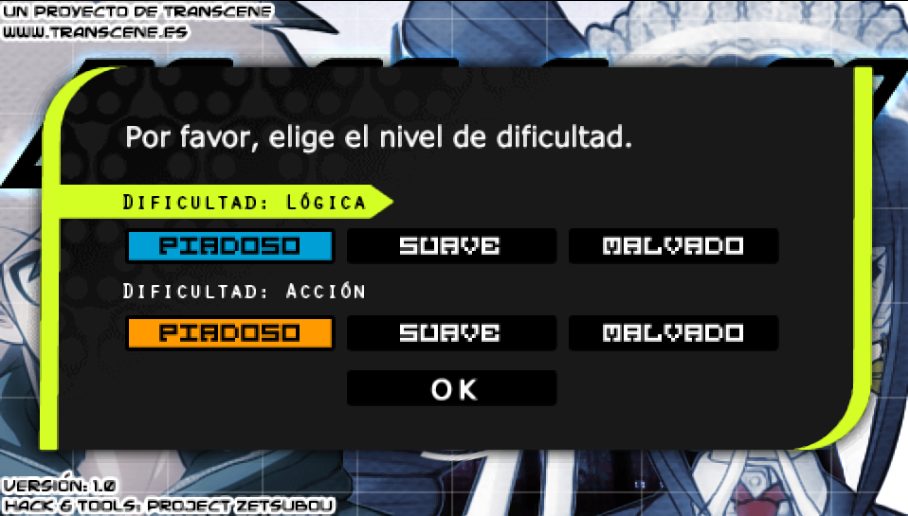 UN PROYECTO DE TRANSCENE
WWW.TRANSCENE.ES
Por favor, elige el nivel de dificultad.
DIFICULTAD: LÓGICA
PIADOSO SUAVE MALVADO
DIFICULTAD: ACCIÓN
PIADOSO SUAVE MALVADO
OK
VERSIÓN: 1.0
HACK & TOOLS: PROJECT ZETSUBOU